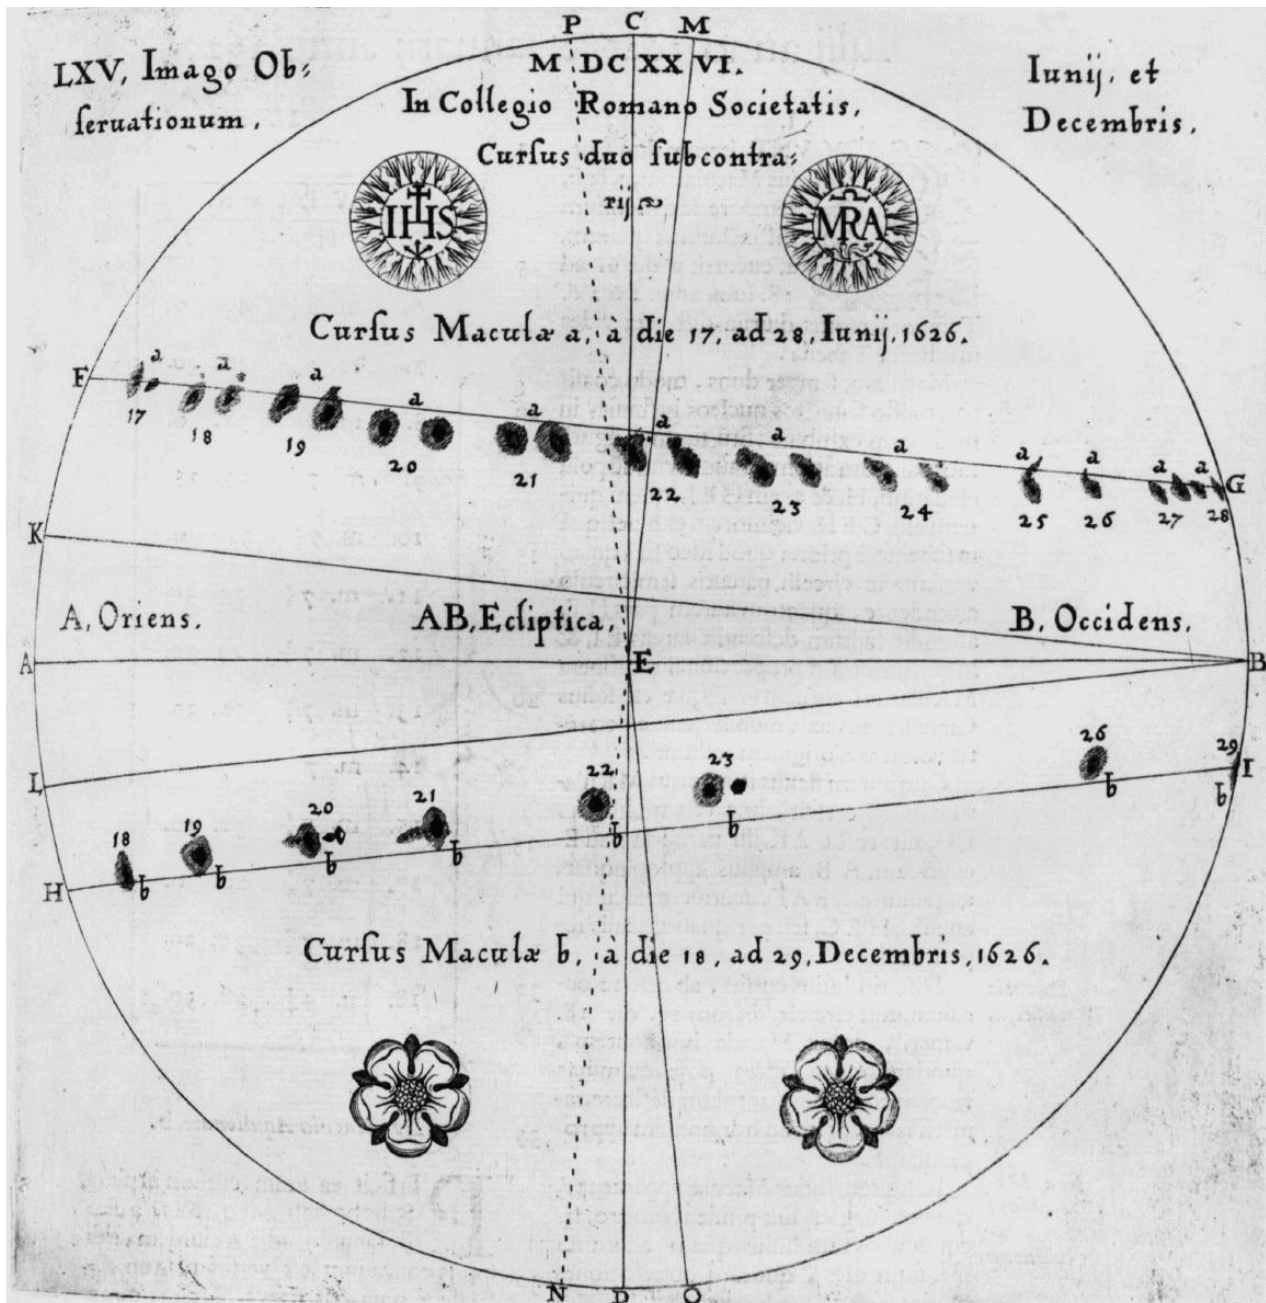 P C M
LXV, Imago Ob⸗
ſeruationum.
M DC XX VI.
In Collegio Romano Societatis.
Curſus duo ſubcontra⸗
rij
Iunij. et
Decembris.
IHS
MRA
Curſus Maculæ a, à die 17, ad 28, Iunij, 1626.
F a a a a a a a a a a a a G
17 18 19 20 21 22 23 24 25 26 27 28
K
A, Oriens.
AB, Ecliptica.
B, Occidens.
A E B
L
18 19 20 21 22 23 26 29
H b b b b b b b b I
Curſus Maculæ b, à die 18, ad 29, Decembris, 1626.
N D O